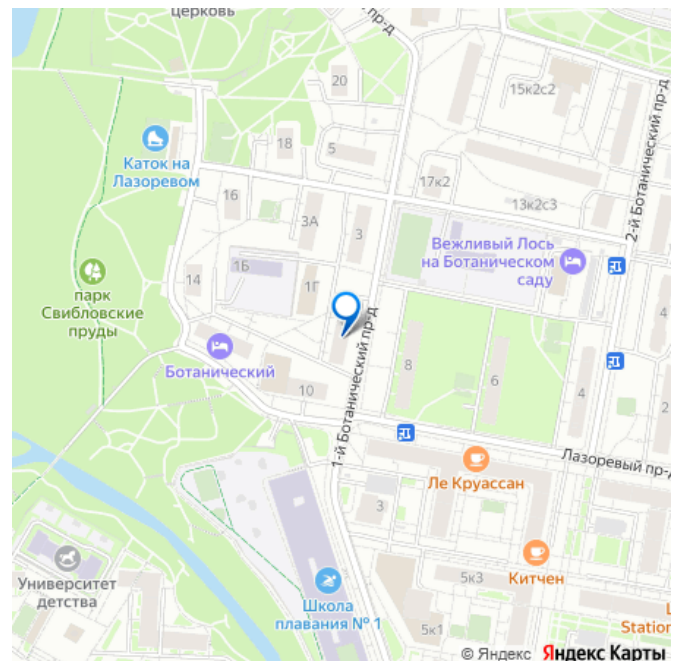 церковь
пр-д
20
15к2с2
Каток на
Лазоревом
18
5
17к2
16
3А
3
13к2с3
2-й Ботанический пр-д
Вежливый Лось
на Ботаническом
саду
парк
Свибловские
пруды
14
1Б
1Г
4
Ботанический
10
1-й Ботанический пр-д
8
6
4
2
Лазоревый пр-д
Ле Круассан
3
Университет
детства
Школа
плавания № 1
5к3
Китчен
5к1
Station
© Яндекс Яндекс Карты